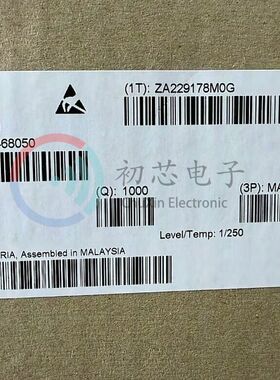 (1T): ZA229178M0G
68050
初芯电子
ChuXin Electronic
(Q): 1000
(3P): MA
Level/Temp: 1/250
RIA, Assembled in MALAYSIA